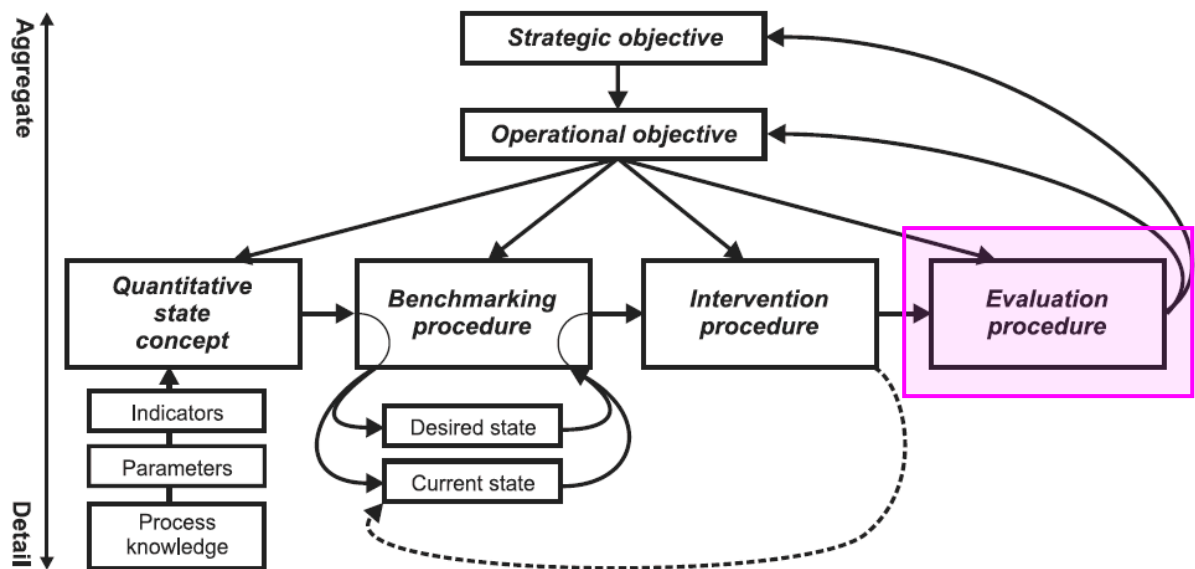 Aggregate
Strategic objective
Operational objective
Quantitative
state
concept
Benchmarking
procedure
Intervention
procedure
Evaluation
procedure
Indicators
Parameters
Process
knowledge
Desired state
Current state
Detail